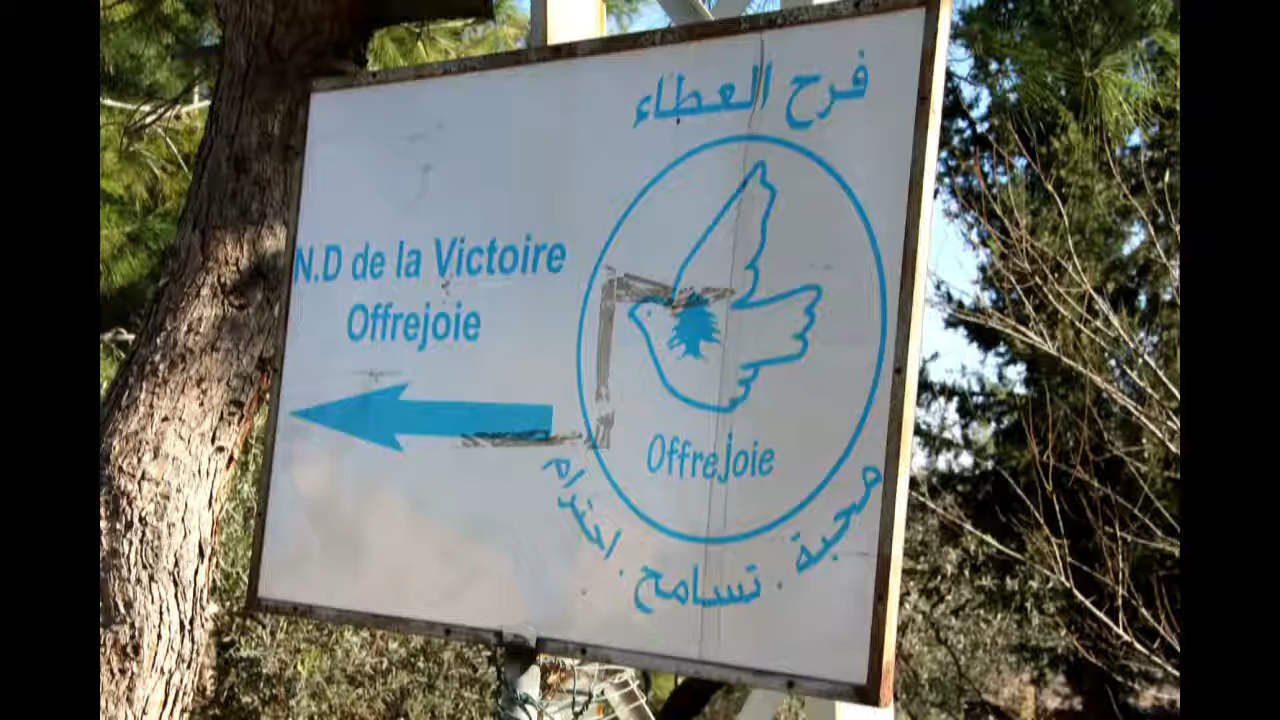 فرح العطاء
N.D de la Victoire
Offrejoie
Offrejoie
محبة . تسامح . احترام